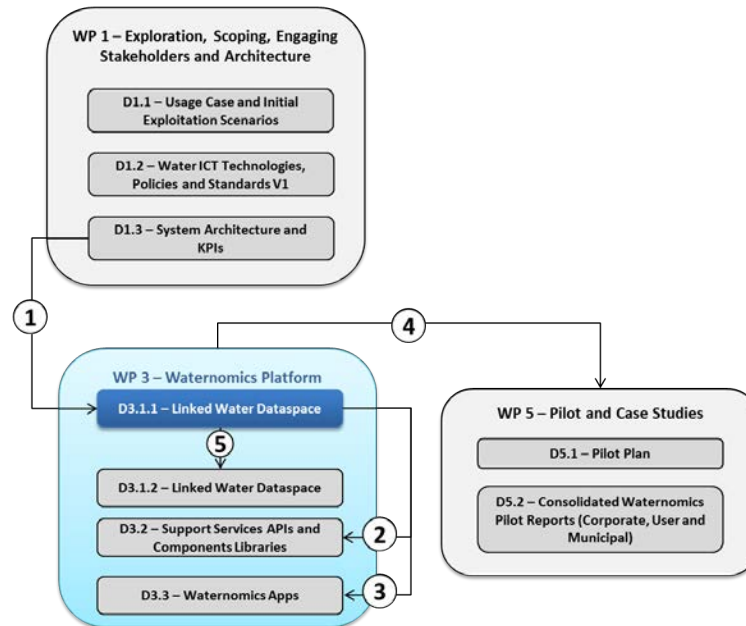 WP 1 – Exploration, Scoping, Engaging
Stakeholders and Architecture
D1.1 – Usage Case and Initial
Exploitation Scenarios
D1.2 – Water ICT Technologies,
Policies and Standards V1
D1.3 – System Architecture and
KPIs
1
4
WP 3 – Waternomics Platform
D3.1.1 – Linked Water Dataspace
5
D3.1.2 – Linked Water Dataspace
D3.2 – Support Services APIs and
Components Libraries
2
D3.3 – Waternomics Apps
3
WP 5 – Pilot and Case Studies
D5.1 – Pilot Plan
D5.2 – Consolidated Waternomics
Pilot Reports (Corporate, User and
Municipal)